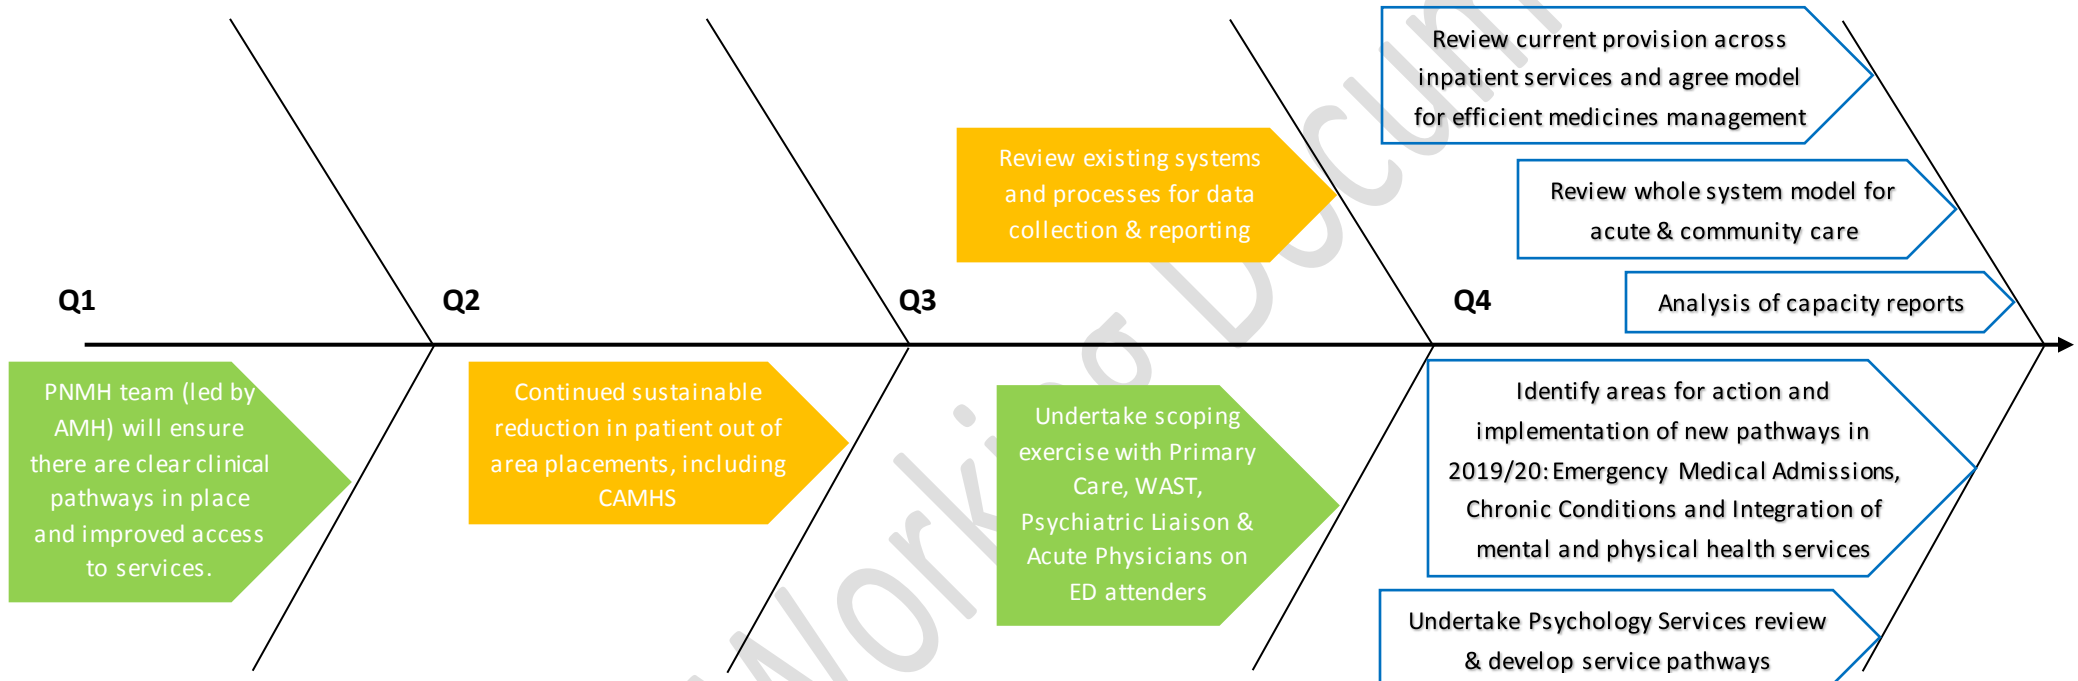 Review current provision across
inpatient services and agree model
for efficient medicines management
Review existing systems
and processes for data
collection & reporting
Review whole system model for
acute & community care
Analysis of capacity reports
Q1
Q2
Q3
Q4
PNMH team (led by
AMH) will ensure
there are clear clinical
pathways in place
and improved access
to services.
Continued sustainable
reduction in patient out of
area placements, including
CAMHS
Undertake scoping
exercise with Primary
Care, WAST,
Psychiatric Liaison &
Acute Physicians on
ED attenders
Identify areas for action and
implementation of new pathways in
2019/20: Emergency Medical Admissions,
Chronic Conditions and Integration of
mental and physical health services
Undertake Psychology Services review
& develop service pathways
Working Docum